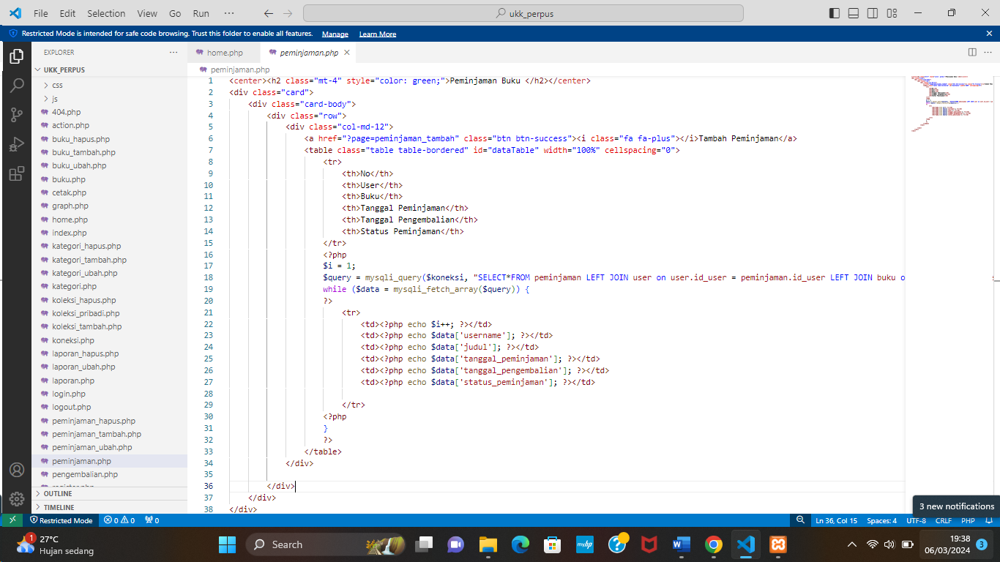 File Edit Selection View Go Run ··· ukk_perpus
Restricted Mode is intended for safe code browsing. Trust this folder to enable all features. Manage Learn More
EXPLORER ···
home.php peminjaman.php
UKK_PERPUS
peminjaman.php
css
js
404.php
action.php
buku_hapus.php
buku_tambah.php
buku_ubah.php
buku.php
cetak.php
graph.php
home.php
index.php
kategori_hapus.php
kategori_tambah.php
kategori_ubah.php
kategori.php
koleksi_hapus.php
koleksi_pribadi.php
koleksi_tambah.php
koneksi.php
laporan_hapus.php
laporan_ubah.php
laporan.php
login.php
logout.php
peminjaman_hapus.php
peminjaman_tambah.php
peminjaman_ubah.php
peminjaman.php
pengembalian.php
register.php
OUTLINE
TIMELINE
1 <center><h2 class="mt-4" style="color: green;">Peminjaman Buku </h2></center>
2 <div class="card">
3 <div class="card-body">
4 <div class="row">
5 <div class="col-md-12">
6 <a href="?page=peminjaman_tambah" class="btn btn-success"><i class="fa fa-plus"></i>Tambah Peminjaman</a>
7 <table class="table table-bordered" id="dataTable" width="100%" cellspacing="0">
8 <tr>
9 <th>No</th>
10 <th>User</th>
11 <th>Buku</th>
12 <th>Tanggal Peminjaman</th>
13 <th>Tanggal Pengembalian</th>
14 <th>Status Peminjaman</th>
15 </tr>
16 <?php
17 $i = 1;
18 $query = mysqli_query($koneksi, "SELECT*FROM peminjaman LEFT JOIN user on user.id_user = peminjaman.id_user LEFT JOIN buku o
19 while ($data = mysqli_fetch_array($query)) {
20 ?>
21 <tr>
22 <td><?php echo $i++; ?></td>
23 <td><?php echo $data['username']; ?></td>
24 <td><?php echo $data['judul']; ?></td>
25 <td><?php echo $data['tanggal_peminjaman']; ?></td>
26 <td><?php echo $data['tanggal_pengembalian']; ?></td>
27 <td><?php echo $data['status_peminjaman']; ?></td>
28
29 </tr>
30 <?php
31 }
32 ?>
33 </table>
34 </div>
35
36 </div>
37 </div>
38 </div>
3 new notifications
Restricted Mode 0 0 0 Ln 36, Col 15 Spaces: 4 UTF-8 CRLF PHP
1 27°C
Hujan sedang
Search
myhp
19:38
06/03/2024 3